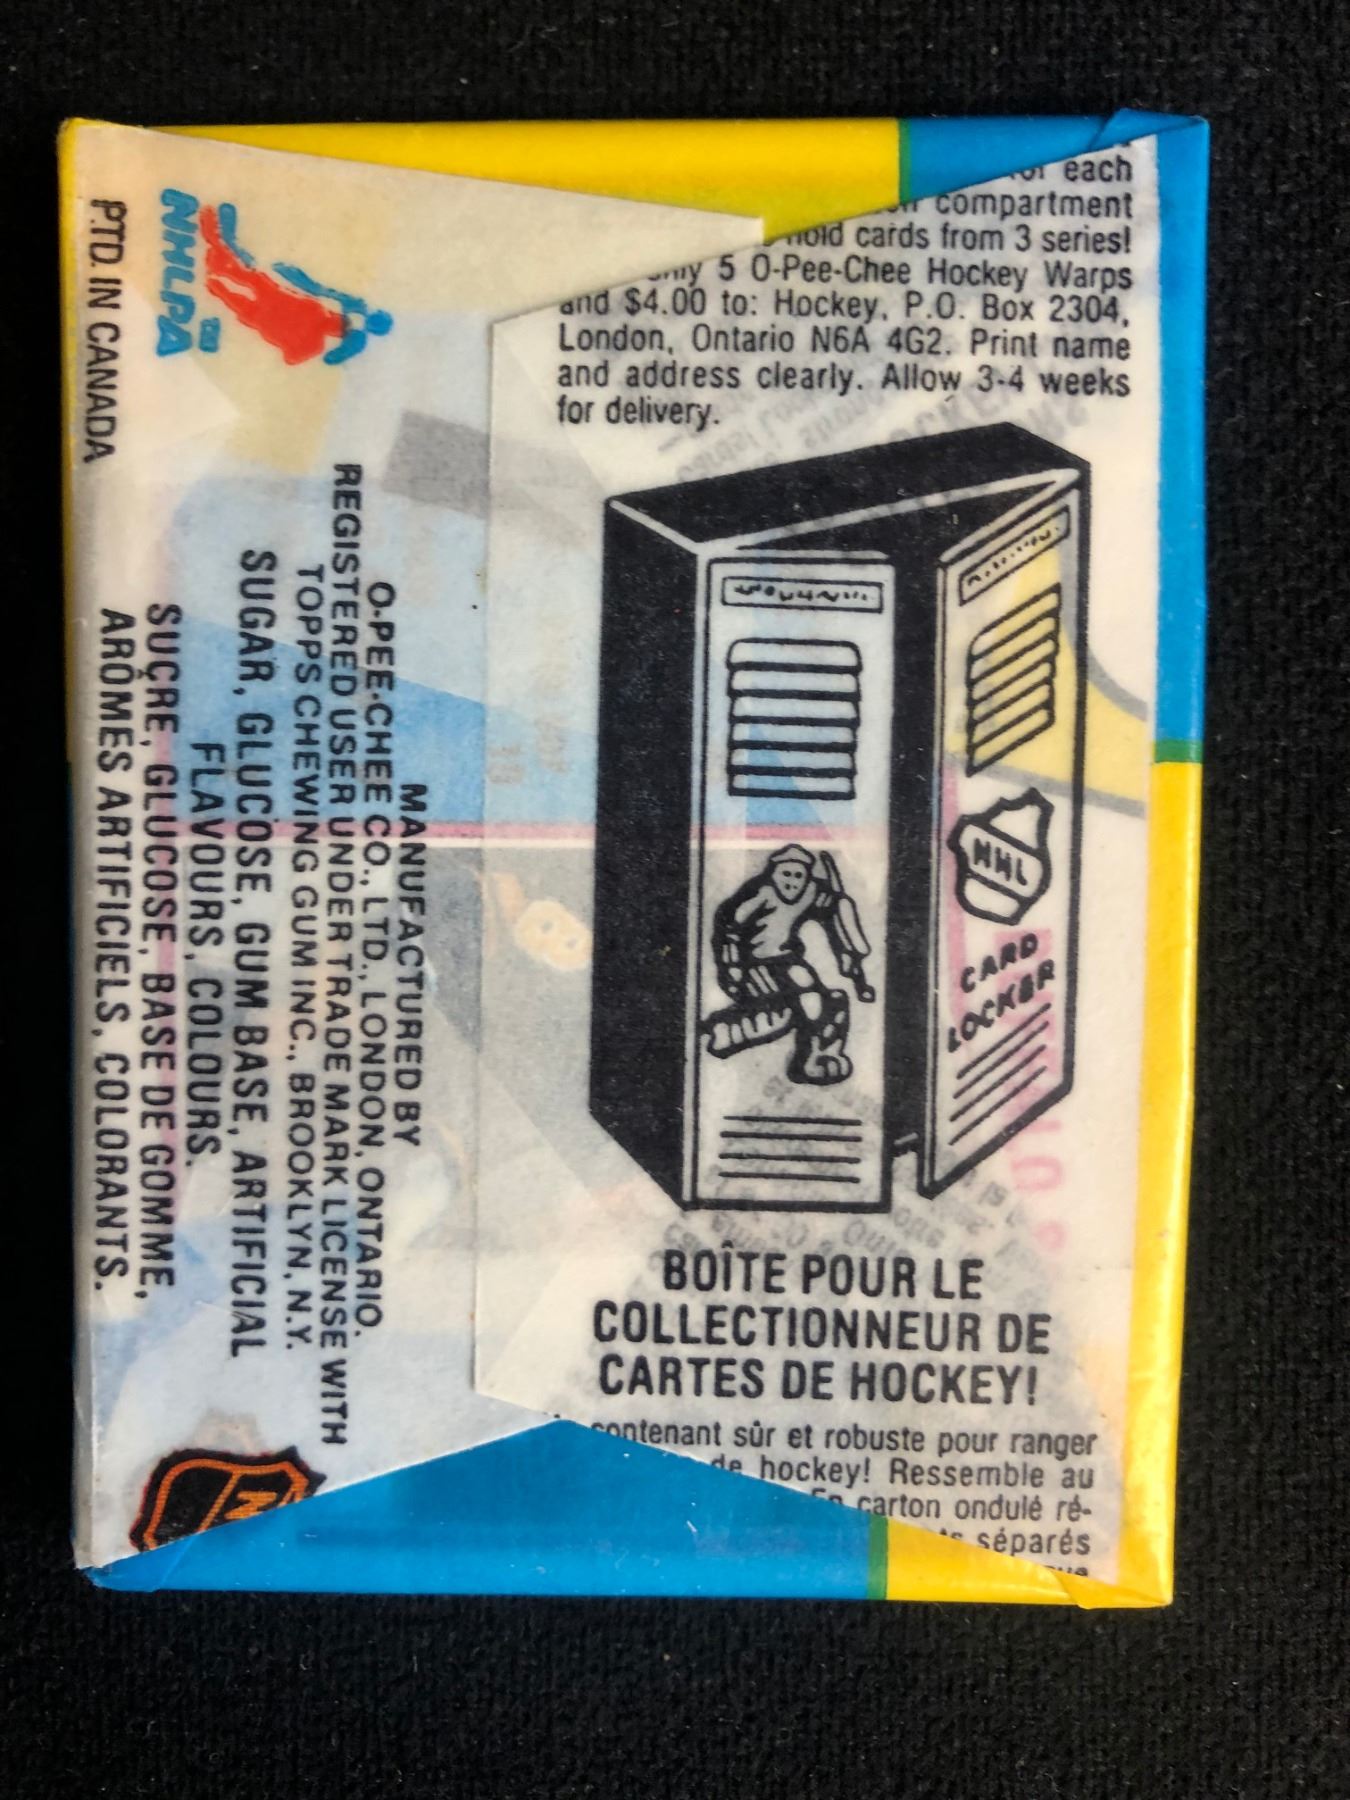 for each
compartment
hold cards from 3 series!
5 O-Pee-Chee Hockey Warps
and $4.00 to: Hockey, P.O. Box 2304,
London, Ontario N6A 4G2. Print name
and address clearly. Allow 3-4 weeks
for delivery.
NHL
CARD
LOCKER
BOÎTE POUR LE
COLLECTIONNEUR DE
CARTES DE HOCKEY!
contenant sûr et robuste pour ranger
de hockey! Ressemble au
En carton ondulé ré-
séparés
NHLPA
PTD. IN CANADA
MANUFACTURED BY
O-PEE-CHEE CO., LTD., LONDON, ONTARIO.
REGISTERED USER UNDER TRADE MARK LICENSE WITH
TOPPS CHEWING GUM INC., BROOKLYN, N.Y.
SUGAR, GLUCOSE, GUM BASE, ARTIFICIAL
FLAVOURS, COLOURS.
SUCRE, GLUCOSE, BASE DE GOMME,
ARÔMES ARTIFICIELS, COLORANTS.